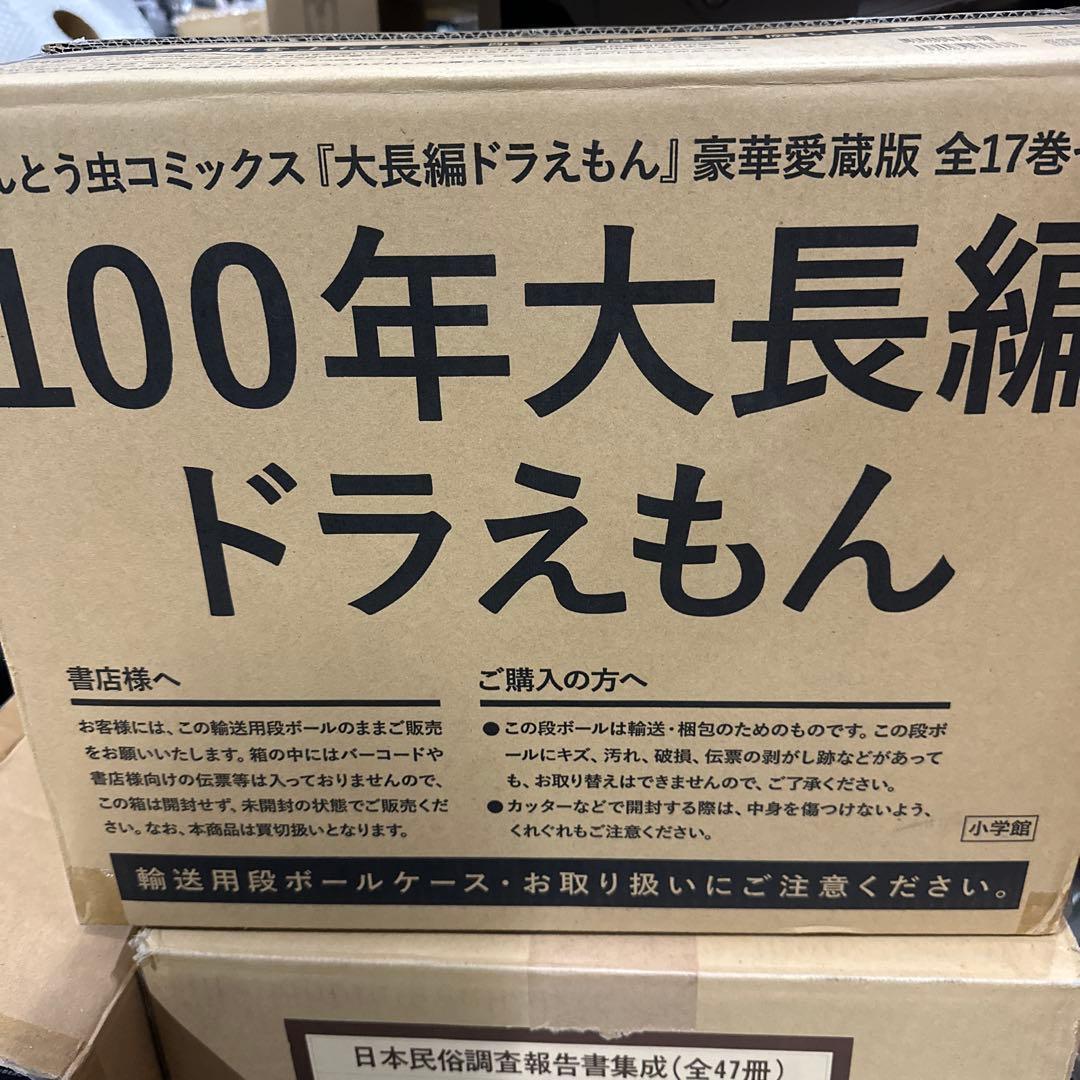 んとう虫コミックス『大長編ドラえもん』豪華愛蔵版 全17巻
100年大長編
ドラえもん
書店様へ
お客様には、この輸送用段ボールのままご販売
をお願いいたします。箱の中にはバーコードや
書店様向けの伝票等は入っておりませんので、
この箱は開封せず、未開封の状態でご販売くだ
さい。なお、本商品は買切扱いとなります。
ご購入の方へ
●この段ボールは輸送・梱包のためのものです。この段ボ
ールにキズ、汚れ、破損、伝票の剥がし跡などがあって
も、お取り替えはできませんので、ご了承ください。
●カッターなどで開封する際は、中身を傷つけないよう、
くれぐれもご注意ください。
小学館
輸送用段ボールケース・お取り扱いにご注意ください。
日本民俗調査報告書集成(全47冊)